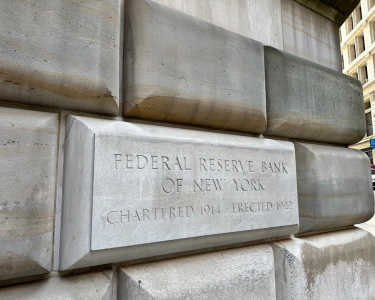 FEDERAL RESERVE BANK
OF NEW YORK
CHARTERED 1914 - ERECTED 1922